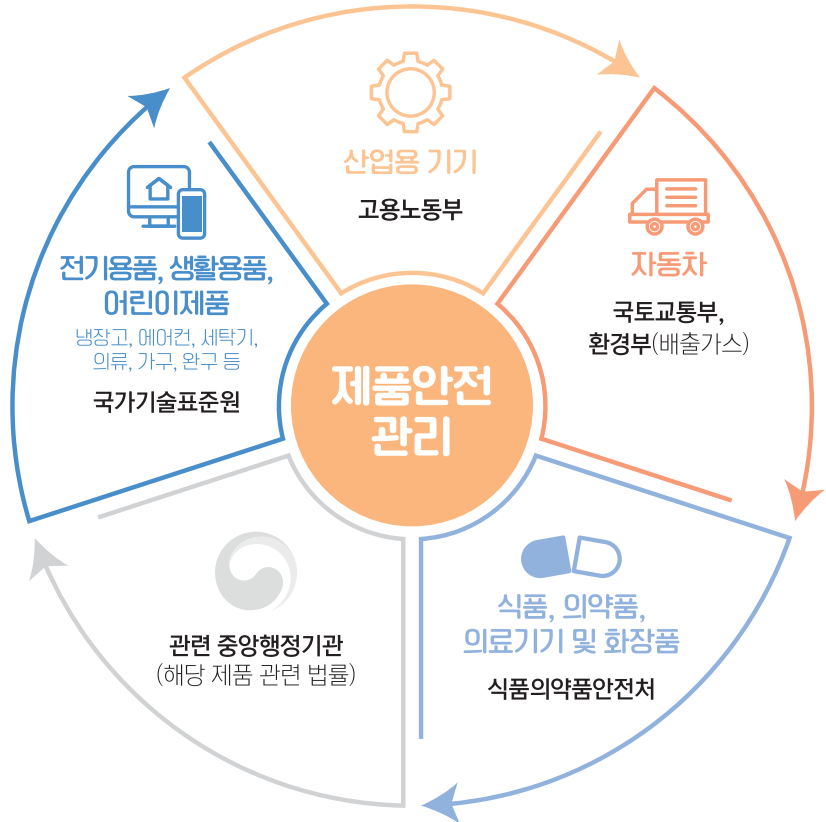 산업용 기기
고용노동부
자동차
국토교통부,
환경부(배출가스)
전기용품, 생활용품,
어린이제품
냉장고, 에어컨, 세탁기,
의류, 가구, 완구 등
국가기술표준원
제품안전
관리
식품, 의약품,
의료기기 및 화장품
식품의약품안전처
관련 중앙행정기관
(해당 제품 관련 법률)